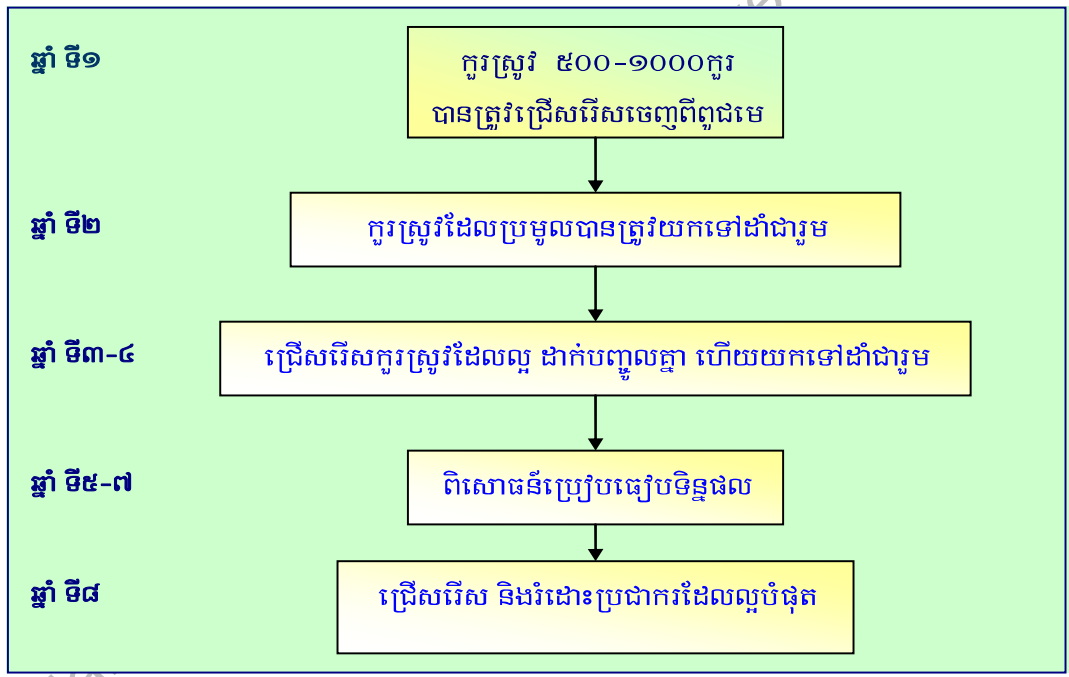 ឆ្នាំ ទី១
កួរស្រូវ ៥០០-១០០០កួរ
បានត្រូវជ្រើសរើសចេញពីពូជមេ
ឆ្នាំ ទី២
កួរស្រូវដែលប្រមូលបានត្រូវយកទៅដាំជារួម
ឆ្នាំ ទី៣-៤
ជ្រើសរើសកួរស្រូវដែលល្អ ដាក់បញ្ចូលគ្នា ហើយយកទៅដាំជារួម
ឆ្នាំ ទី៥-៧
ពិសោធន៍ប្រៀបធៀបទិន្នផល
ឆ្នាំ ទី៨
ជ្រើសរើស និងរំដោះប្រជាករដែលល្អបំផុត